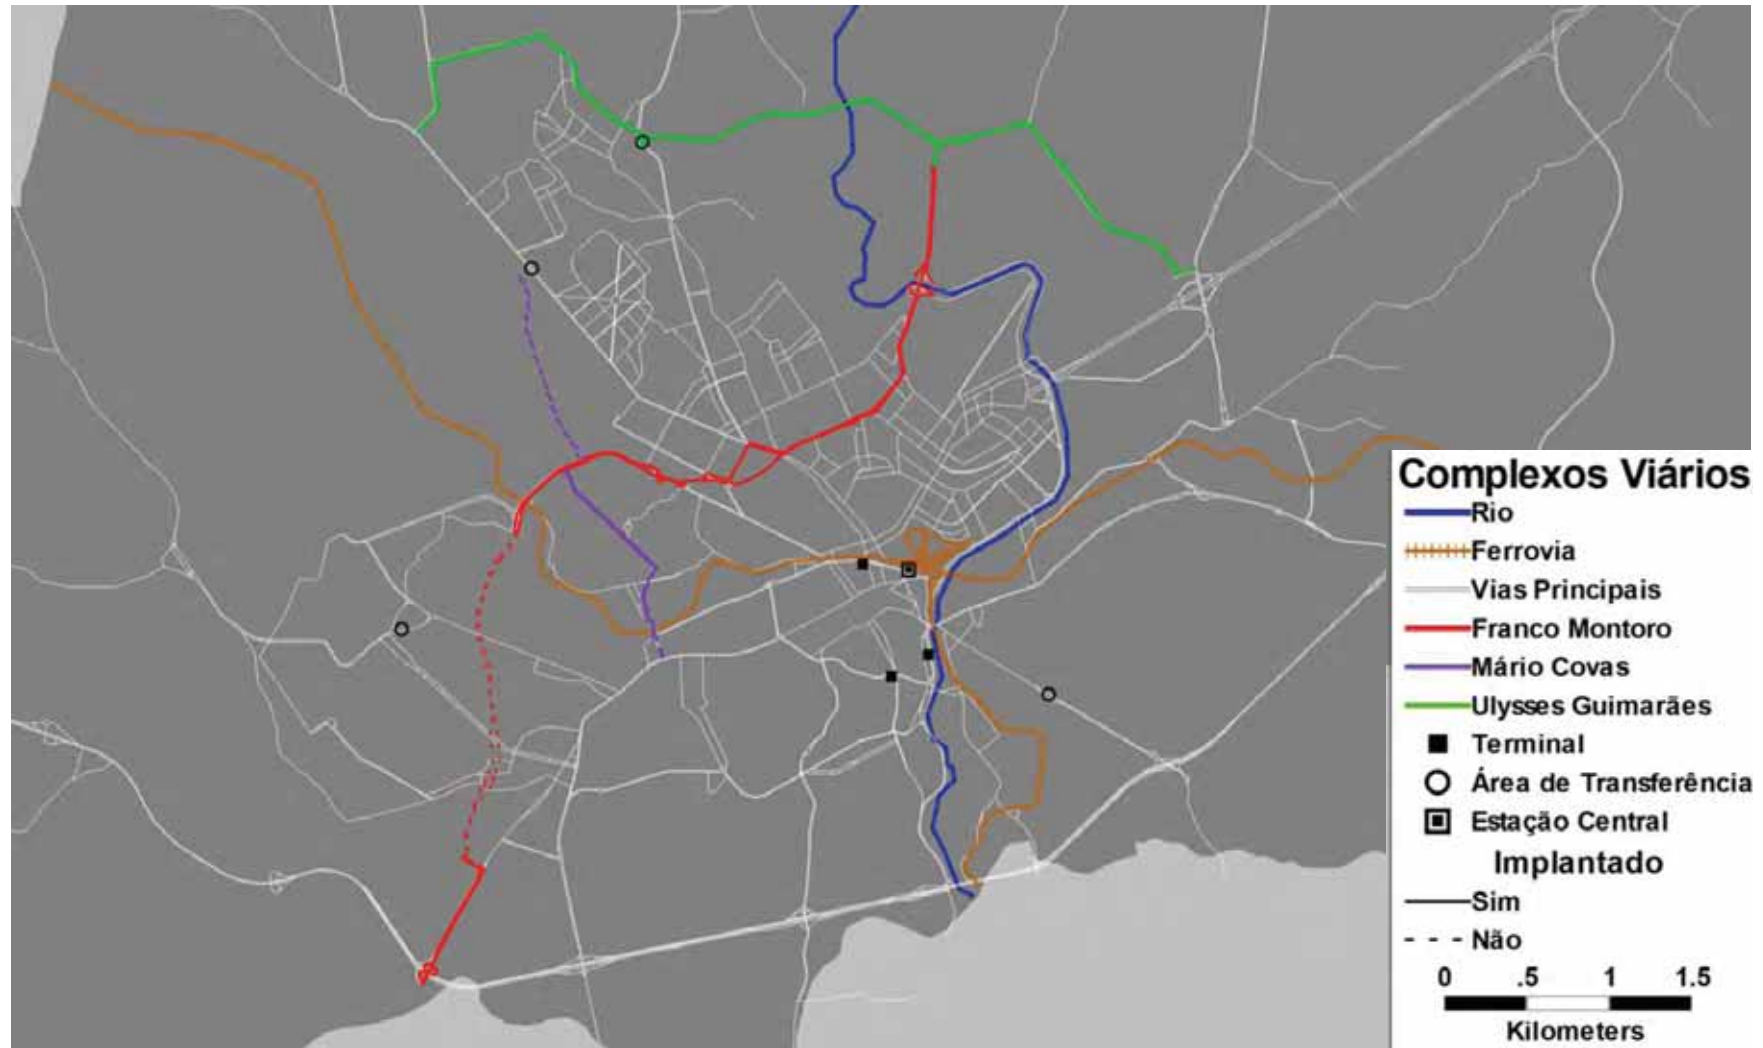 Complexos Viários
Rio
Ferrovia
Vias Principais
Franco Montoro
Mário Covas
Ulysses Guimarães
Terminal
Área de Transferência
Estação Central
Implantado
Sim
Não
0 .5 1 1.5
Kilometers